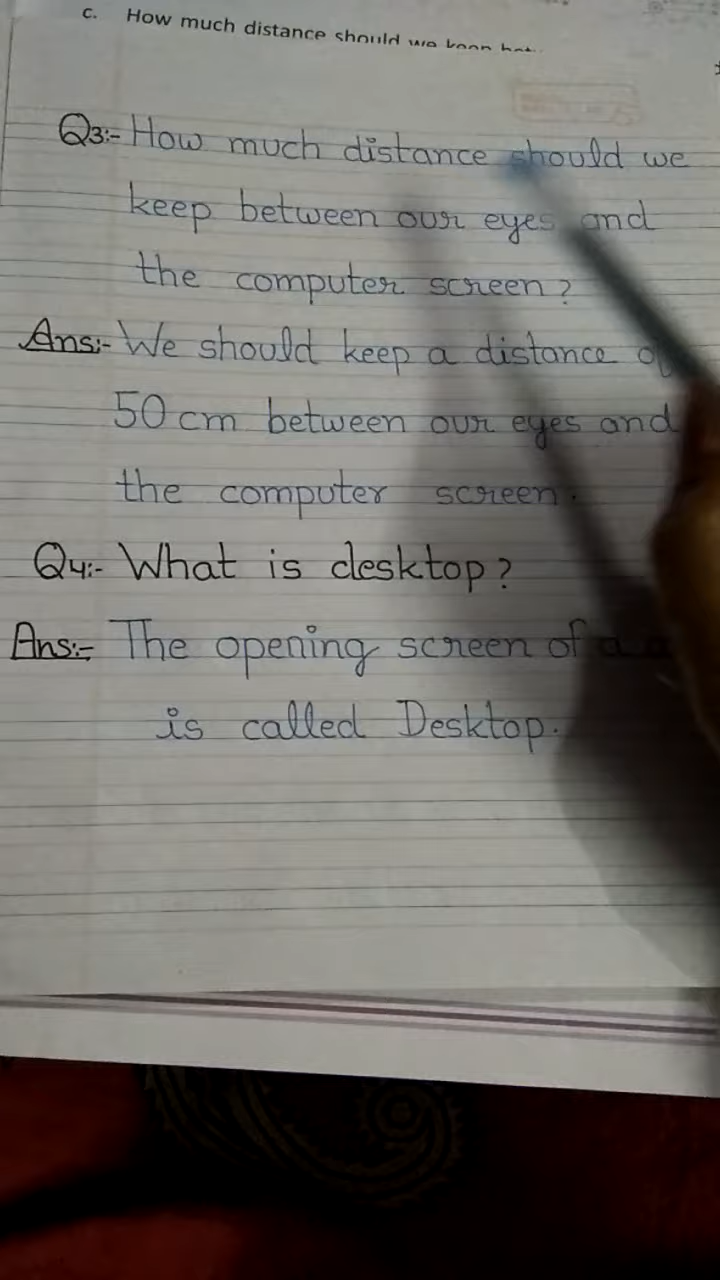 c. How much distance should we keep bet
Q3:- How much distance should we
keep between our eyes and
the computer screen?
Ans:- We should keep a distance
50 cm between our eyes and
the computer screen.
Q4:- What is desktop?
Ans:- The opening screen of a
is called Desktop.